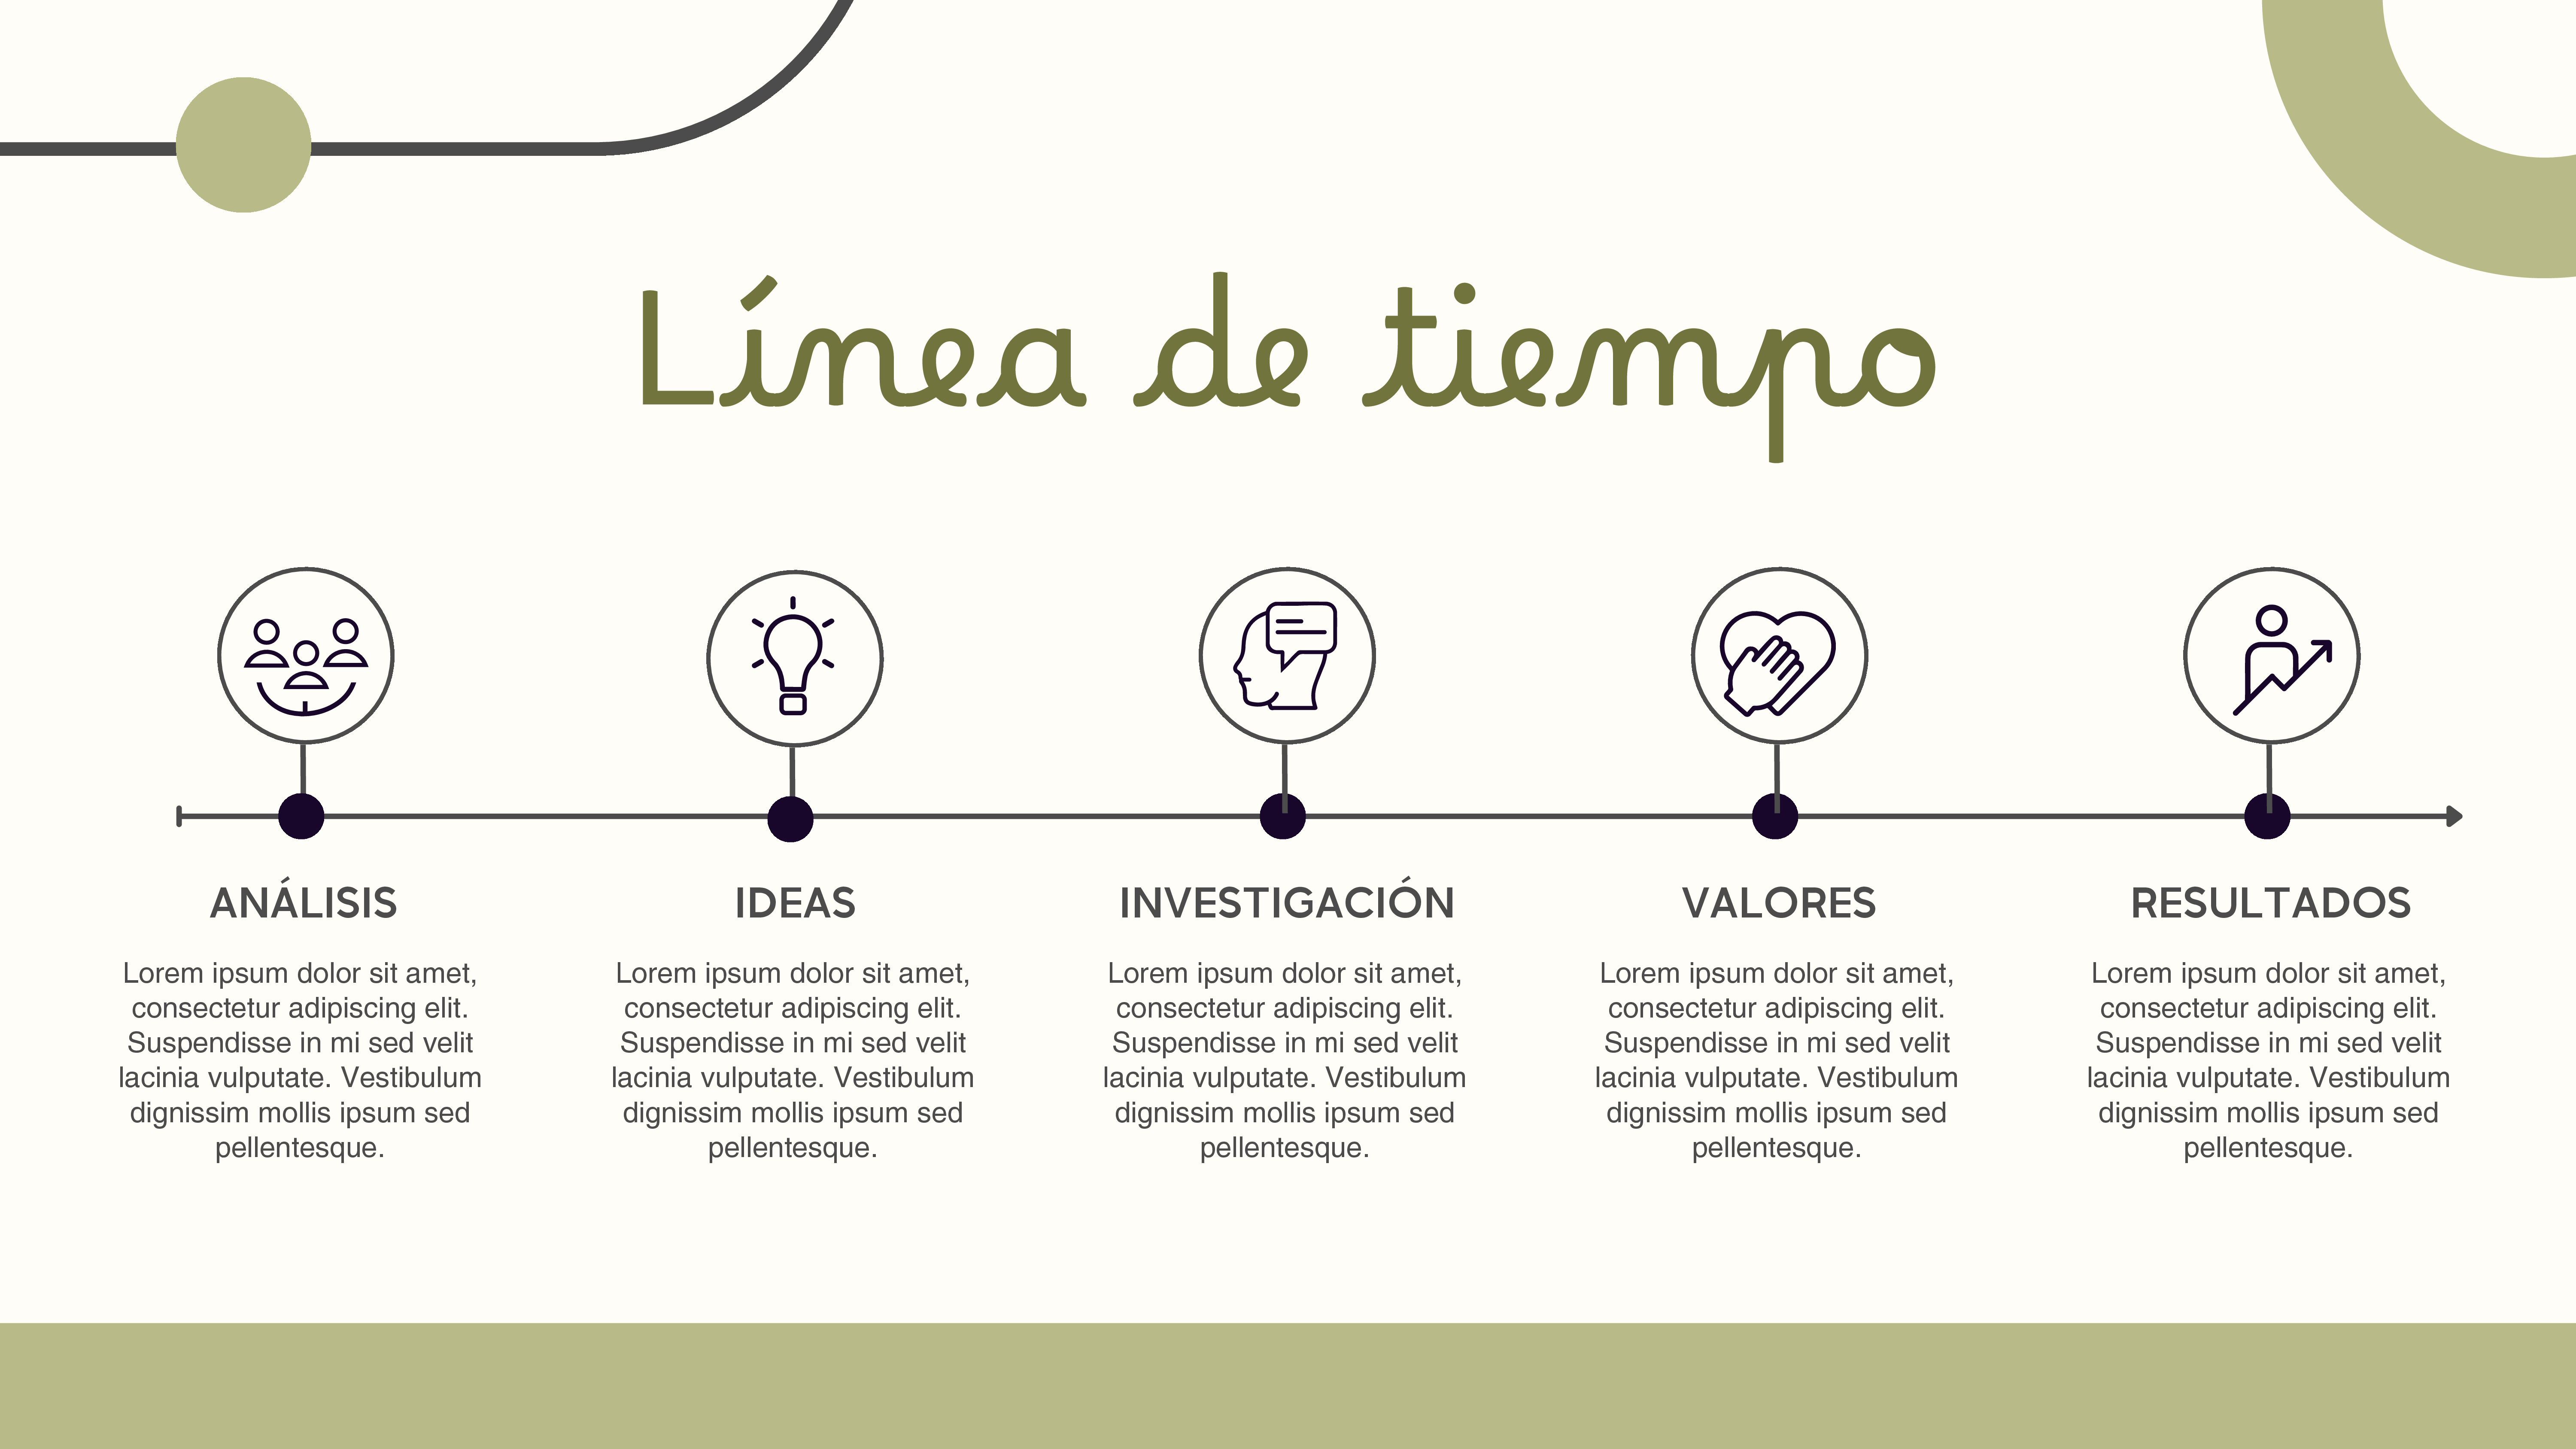 Línea de tiempo
ANÁLISIS
Lorem ipsum dolor sit amet,
consectetur adipiscing elit.
Suspendisse in mi sed velit
lacinia vulputate. Vestibulum
dignissim mollis ipsum sed
pellentesque.
IDEAS
Lorem ipsum dolor sit amet,
consectetur adipiscing elit.
Suspendisse in mi sed velit
lacinia vulputate. Vestibulum
dignissim mollis ipsum sed
pellentesque.
INVESTIGACIÓN
Lorem ipsum dolor sit amet,
consectetur adipiscing elit.
Suspendisse in mi sed velit
lacinia vulputate. Vestibulum
dignissim mollis ipsum sed
pellentesque.
VALORES
Lorem ipsum dolor sit amet,
consectetur adipiscing elit.
Suspendisse in mi sed velit
lacinia vulputate. Vestibulum
dignissim mollis ipsum sed
pellentesque.
RESULTADOS
Lorem ipsum dolor sit amet,
consectetur adipiscing elit.
Suspendisse in mi sed velit
lacinia vulputate. Vestibulum
dignissim mollis ipsum sed
pellentesque.